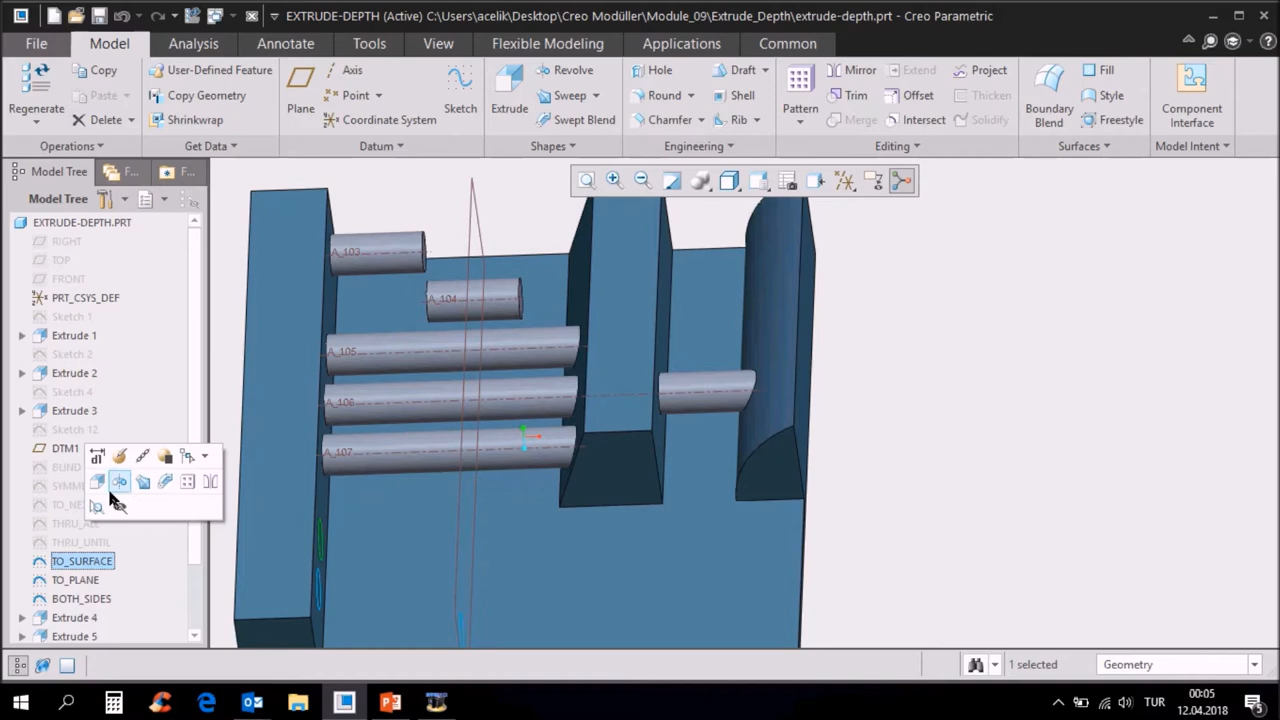 EXTRUDE-DEPTH (Active) C:\Users\acelik\Desktop\Creo Modüller\Module_09\Extrude_Depth\extrude-depth.prt - Creo Parametric
File Model Analysis Annotate Tools View Flexible Modeling Applications Common
Regenerate
Copy
Paste
Delete
Operations
User-Defined Feature
Copy Geometry
Shrinkwrap
Get Data
Plane
Axis
Point
Coordinate System
Sketch
Datum
Extrude
Revolve
Sweep
Swept Blend
Shapes
Hole
Draft
Round
Shell
Chamfer
Rib
Engineering
Pattern
Mirror
Extend
Project
Trim
Offset
Thicken
Merge
Intersect
Solidify
Editing
Boundary
Blend
Fill
Style
Freestyle
Surfaces
Component
Interface
Model Intent
Model Tree
F...
F...
Model Tree
EXTRUDE-DEPTH.PRT
RIGHT
TOP
FRONT
PRT_CSYS_DEF
Sketch 1
Extrude 1
Sketch 2
Extrude 2
Sketch 4
Extrude 3
Sketch 12
DTM1
THRU_UNTIL
TO_SURFACE
TO_PLANE
BOTH_SIDES
Extrude 4
Extrude 5
A_103
A_104
A_105
A_106
A_107
1 selected
Geometry
TUR
00:05
12.04.2018
5